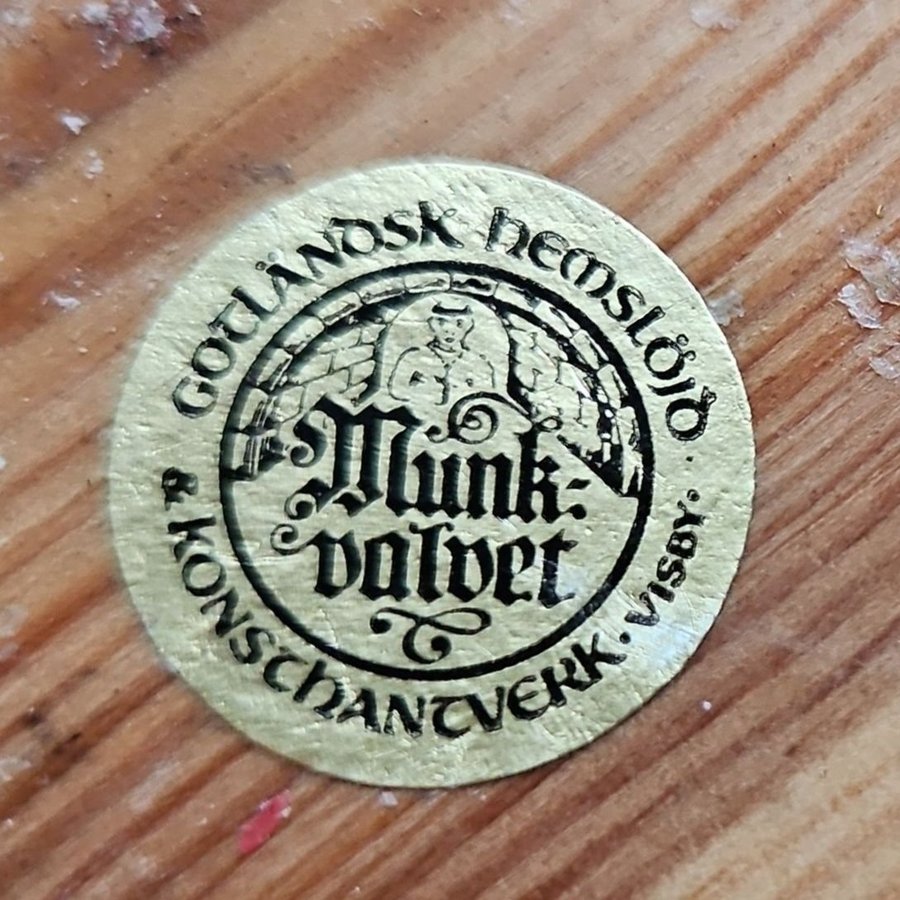 GOTLÄNDSK HEMSLÖJD
& KONSTHANTVERK · VISBY ·
Munk-
valvet